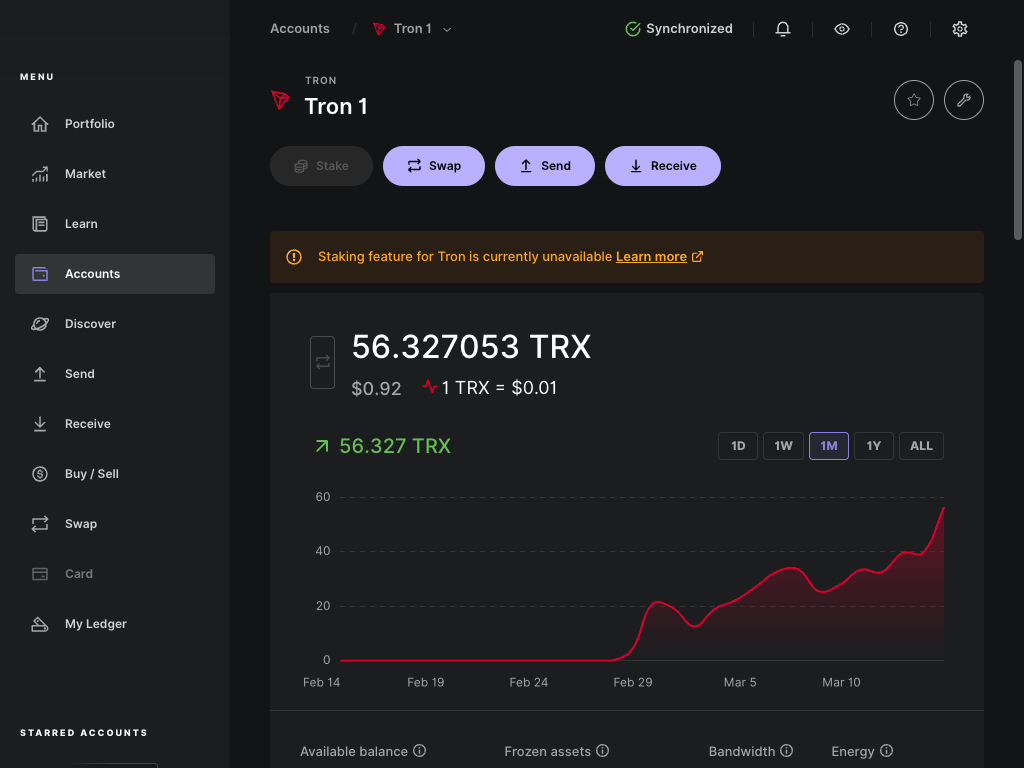 Accounts / Tron 1
Synchronized
MENU
Portfolio
Market
Learn
Accounts
Discover
Send
Receive
Buy / Sell
Swap
Card
My Ledger
STARRED ACCOUNTS
TRON
Tron 1
Stake
Swap
Send
Receive
Staking feature for Tron is currently unavailable Learn more
56.327053 TRX
$0.92
1 TRX = $0.01
56.327 TRX
1D
1W
1M
1Y
ALL
60
40
20
0
Feb 14
Feb 19
Feb 24
Feb 29
Mar 5
Mar 10
Available balance
Frozen assets
Bandwidth
Energy